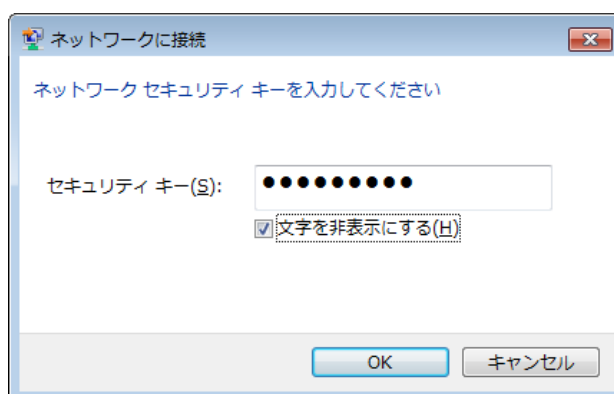 ネットワークに接続
ネットワーク セキュリティ キーを入力してください
セキュリティ キー(S): ●●●●●●●●●
文字を非表示にする(H)
OK キャンセル